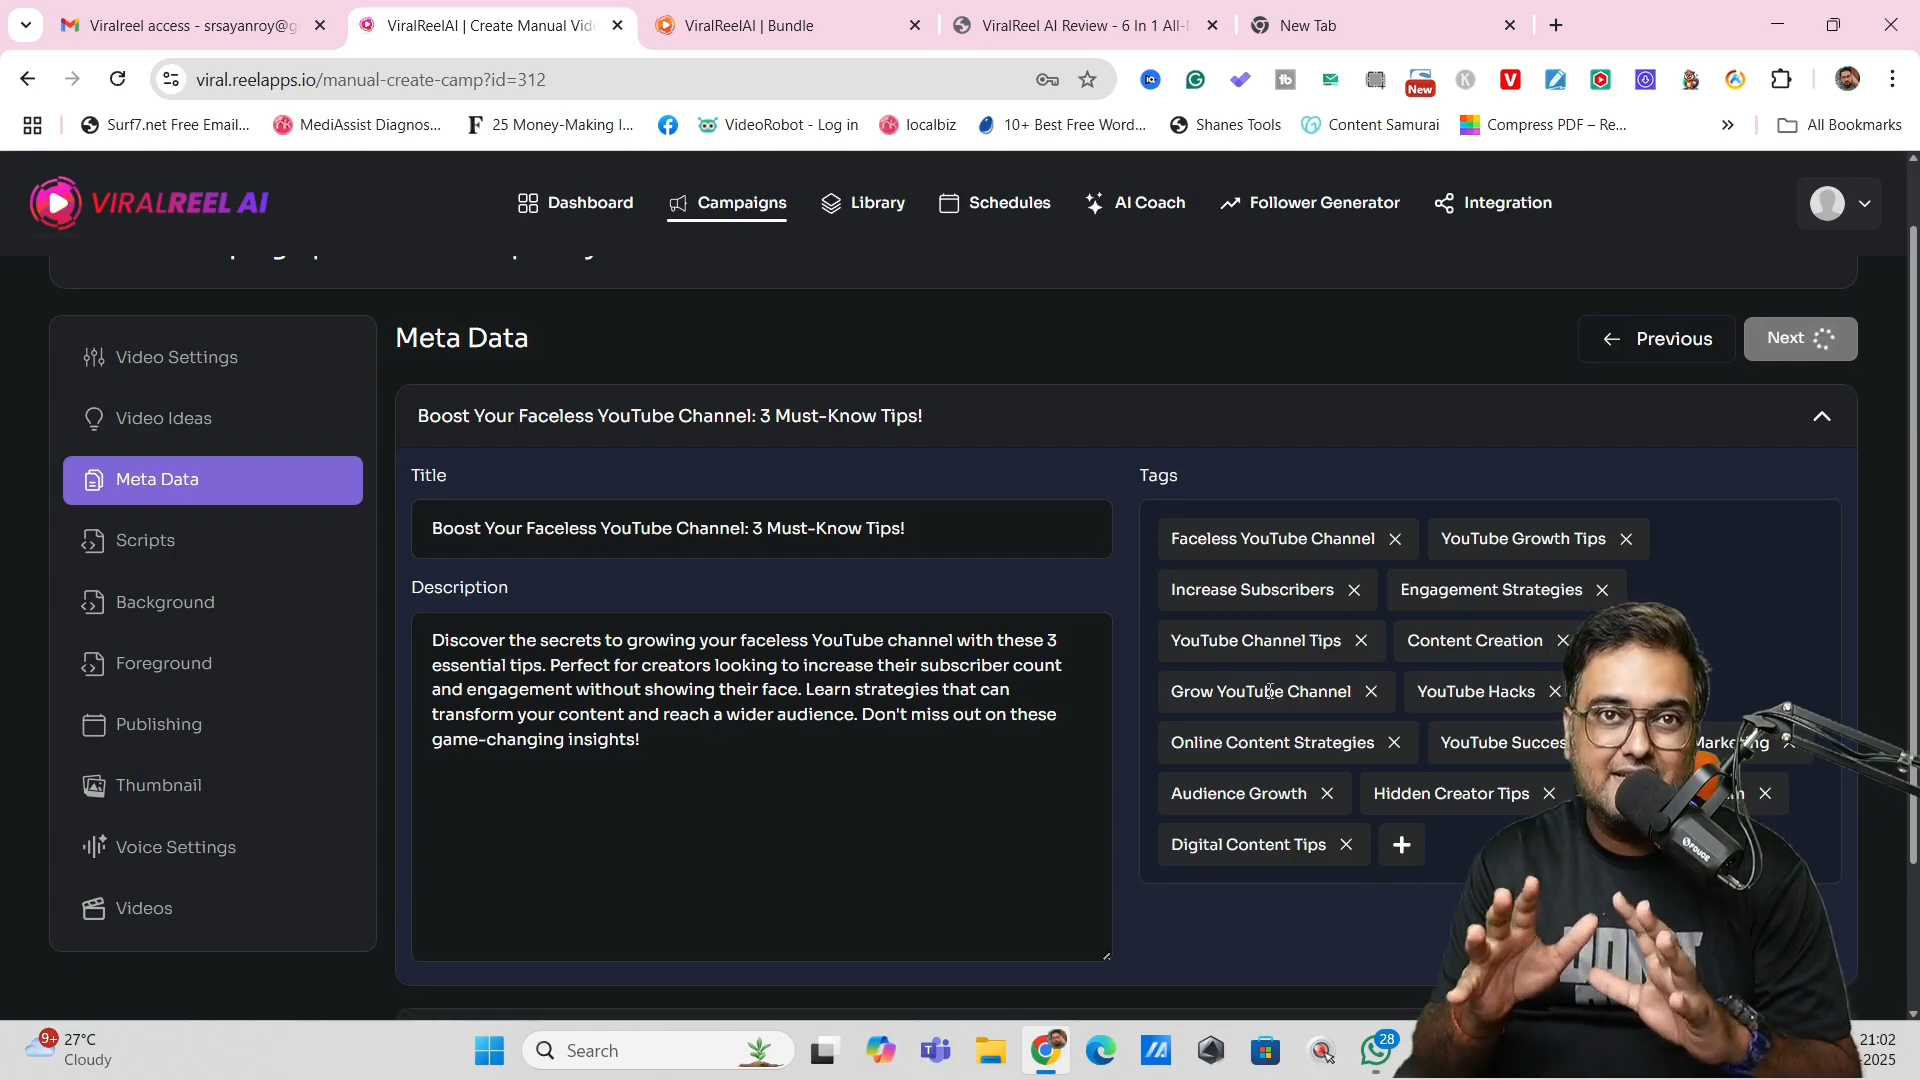 Viralreel access - srsayanroy@g
ViralReelAI | Create Manual Vide
ViralReelAI | Bundle
ViralReel AI Review - 6 In 1 All-I
New Tab
viral.reelapps.io/manual-create-camp?id=312
New
Surf7.net Free Email...
MediAssist Diagnos...
25 Money-Making I...
VideoRobot - Log in
localbiz
10+ Best Free Word...
Shanes Tools
Content Samurai
Compress PDF – Re...
All Bookmarks
VIRALREEL AI
Dashboard
Campaigns
Library
Schedules
AI Coach
Follower Generator
Integration
Video Settings
Video Ideas
Meta Data
Scripts
Background
Foreground
Publishing
Thumbnail
Voice Settings
Videos
Meta Data
Previous
Next
Boost Your Faceless YouTube Channel: 3 Must-Know Tips!
Title
Boost Your Faceless YouTube Channel: 3 Must-Know Tips!
Description
Discover the secrets to growing your faceless YouTube channel with these 3
essential tips. Perfect for creators looking to increase their subscriber count
and engagement without showing their face. Learn strategies that can
transform your content and reach a wider audience. Don't miss out on these
game-changing insights!
Tags
Faceless YouTube Channel
YouTube Growth Tips
Increase Subscribers
Engagement Strategies
YouTube Channel Tips
Content Creation
Grow YouTube Channel
YouTube Hacks
Online Content Strategies
YouTube Succes
Marketing
Audience Growth
Hidden Creator Tips
Digital Content Tips
FDUCE
9+
27°C
Cloudy
Search
28
21:02
2025